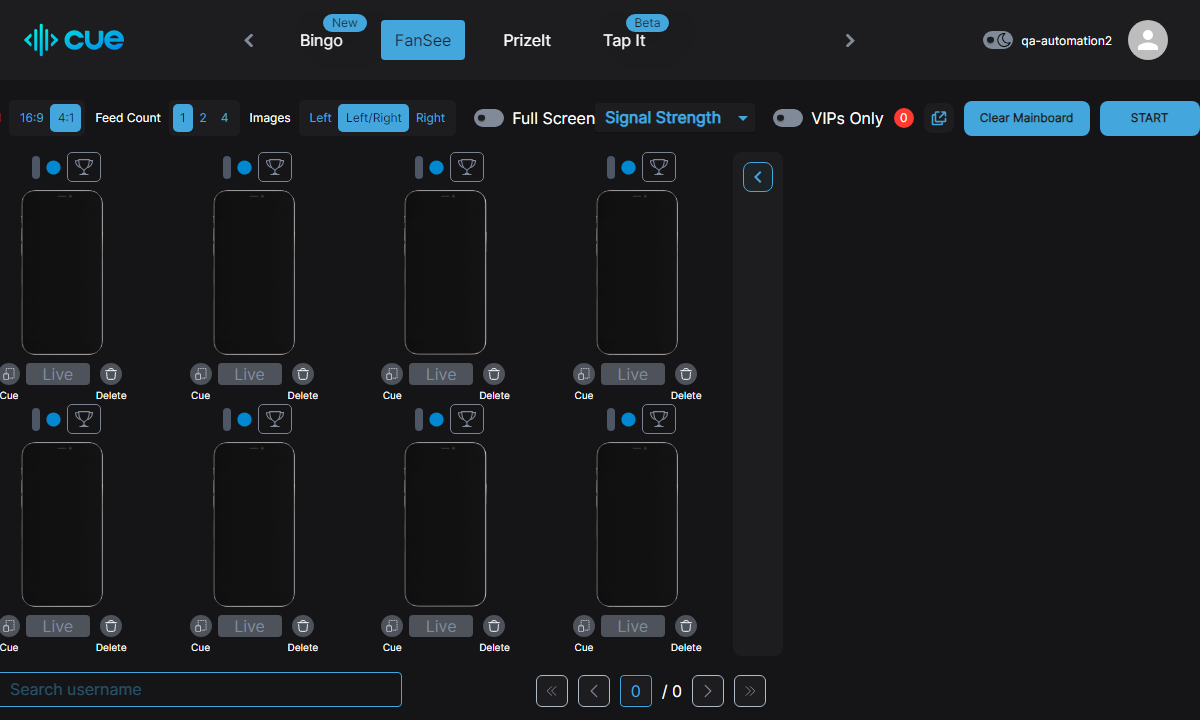 cue
New
Bingo
FanSee
PrizeIt
Beta
Tap It
qa-automation2
16:9 4:1 Feed Count 1 2 4 Images Left Left/Right Right Full Screen Signal Strength VIPs Only 0 Clear Mainboard START
Live Live Live Live
Cue Delete Cue Delete Cue Delete Cue Delete
Live Live Live Live
Cue Delete Cue Delete Cue Delete Cue Delete
Search username
0 / 0